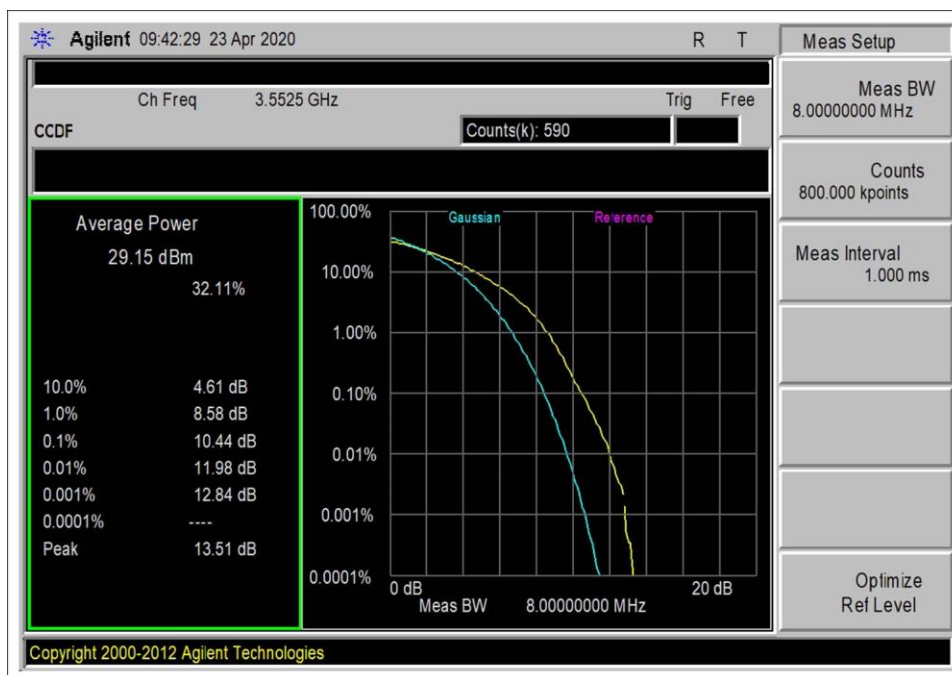 Agilent 09:42:29 23 Apr 2020 R T
Ch Freq 3.5525 GHz Trig Free
CCDF Counts(k): 590
Average Power
29.15 dBm
32.11%
10.0% 4.61 dB
1.0% 8.58 dB
0.1% 10.44 dB
0.01% 11.98 dB
0.001% 12.84 dB
0.0001% ----
Peak 13.51 dB
Gaussian Reference
100.00%
10.00%
1.00%
0.10%
0.01%
0.001%
0.0001%
0 dB 20 dB
Meas BW 8.00000000 MHz
Meas Setup
Meas BW
8.00000000 MHz
Counts
800.000 kpoints
Meas Interval
1.000 ms
Optimize
Ref Level
Copyright 2000-2012 Agilent Technologies